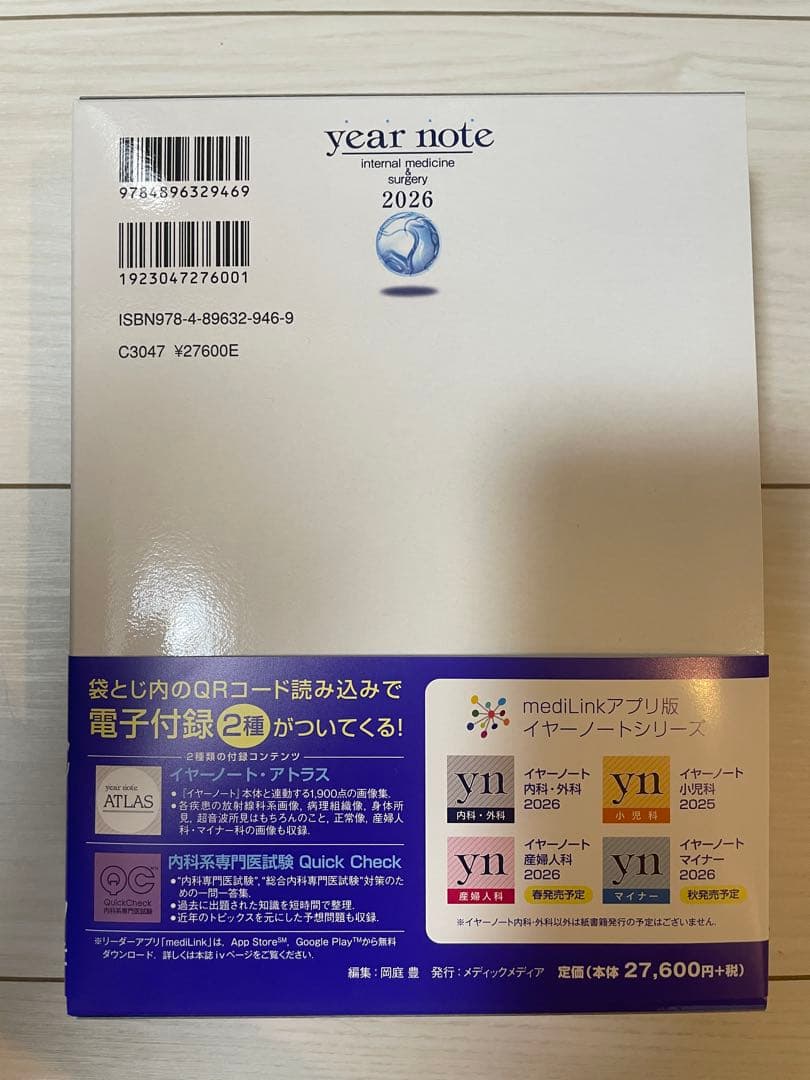 9784896329469
1923047276001
ISBN978-4-89632-946-9
C3047 ¥27600E
year note
internal medicine
&
surgery
2026
袋とじ内のQRコード読み込みで
電子付録2種がついてくる!
2種類の付録コンテンツ
year note
ATLAS
イヤーノート・アトラス
●『イヤーノート』本体と連動する1,900点の画像集.
●各疾患の放射線科系画像, 病理組織像, 身体所
見, 超音波所見はもちろんのこと, 正常像, 産婦人
科・マイナー科の画像も収録.
QC
QuickCheck
内科系専門医試験
内科系専門医試験 Quick Check
●“内科専門医試験”, “総合内科専門医試験”対策のた
めの一問一答集.
●過去に出題された知識を短時間で整理.
●近年のトピックスを元にした予想問題も収録.
※リーダーアプリ「mediLink」は, App Store℠, Google Play™から無料
ダウンロード. 詳しくは本誌ivページをご覧ください.
mediLinkアプリ版
イヤーノートシリーズ
yn
内科・外科
イヤーノート
内科・外科
2026
yn
小児科
イヤーノート
小児科
2025
yn
産婦人科
イヤーノート
産婦人科
2026
春発売予定
yn
マイナー
イヤーノート
マイナー
2026
秋発売予定
※イヤーノート内科・外科以外は紙書籍発行の予定はございません.
編集:岡庭 豊 発行:メディックメディア 定価(本体 27,600円+税)